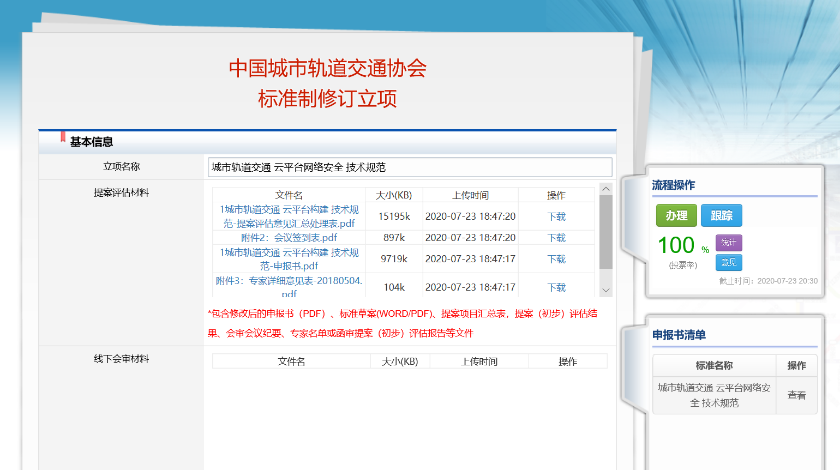 中国城市轨道交通协会
标准制修订立项
基本信息
立项名称
城市轨道交通 云平台网络安全 技术规范
提案评估材料
文件名 大小(KB) 上传时间 操作
1城市轨道交通 云平台构建 技术规
范-提案评估意见汇总处理表.pdf
15195k 2020-07-23 18:47:20 下载
附件2：会议签到表.pdf 897k 2020-07-23 18:47:20 下载
1城市轨道交通 云平台构建 技术规
范-申报书.pdf
9719k 2020-07-23 18:47:17 下载
附件3：专家详细意见表-20180504.
pdf
104k 2020-07-23 18:47:17 下载
*包含修改后的申报书（PDF）、标准草案(WORD/PDF)、提案项目汇总表，提案（初步）评估结
果、会审会议纪要、专家名单或函审提案（初步）评估报告等文件
线下会审材料
文件名 大小(KB) 上传时间 操作
流程操作
办理 跟踪
100 %
(投票率)
统计
意见
截止时间：2020-07-23 20:30
申报书清单
标准名称 操作
城市轨道交通 云平台网络安
全 技术规范
查看